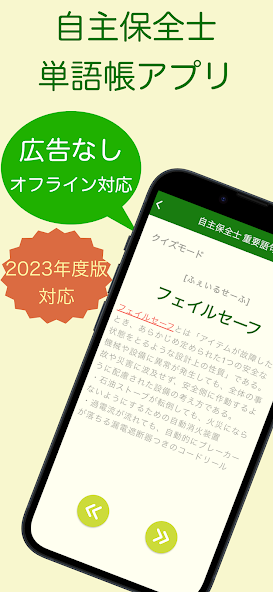 自主保全士
単語帳アプリ
広告なし
オフライン対応
2023年度版
対応
自主保全士 重要語句
クイズモード
[ふぇいるせーふ]
フェイルセーフ
フェイルセーフとは「アイテムが故障した
とき、あらかじめ定められた1つの安全な
状態をとるような設計上の性質」である。
機械や設備に異常が発生しても、全体の事
故や災害に波及せず、安全側に作動するよ
うに配慮された設備の考え方である。
・石油ストーブが転倒しても、火災になら
ないようにするための自動消火装置
・過電流が流れても、自動的にブレーカー
が落ちる漏電遮断器つきのコードリール